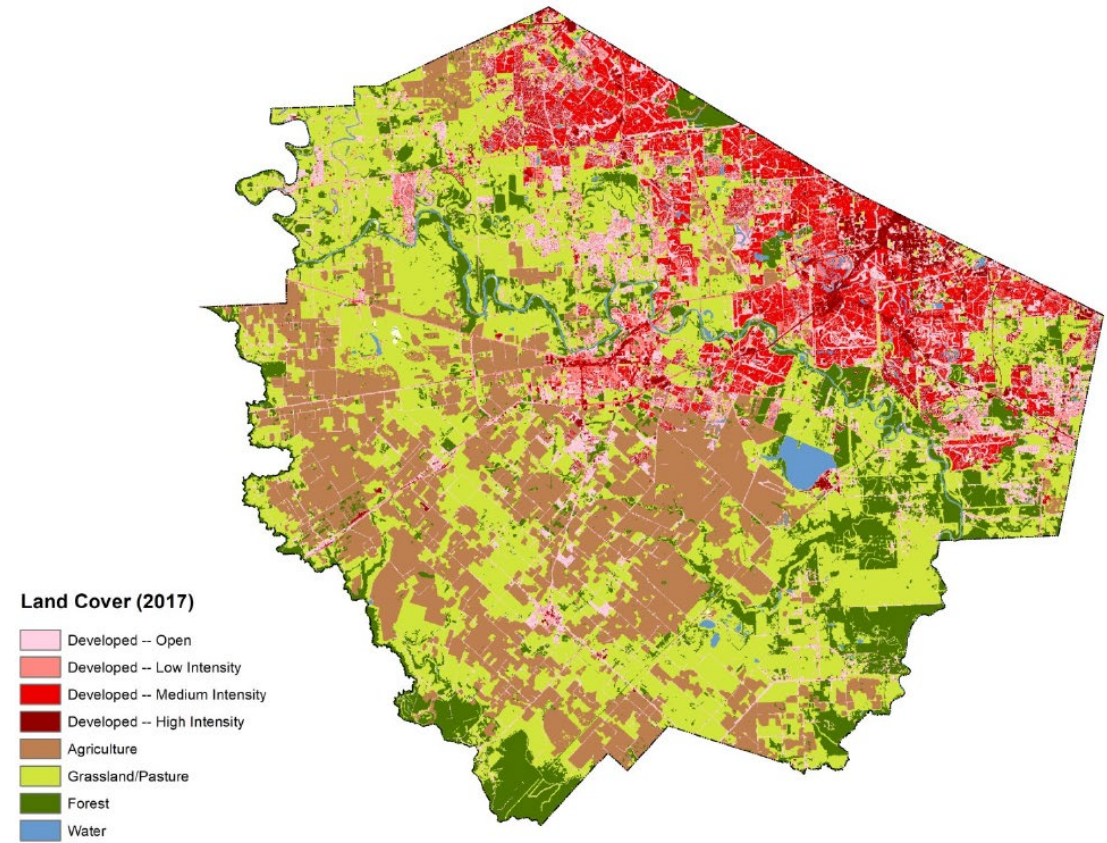 Land Cover (2017)
Developed -- Open
Developed -- Low Intensity
Developed -- Medium Intensity
Developed -- High Intensity
Agriculture
Grassland/Pasture
Forest
Water